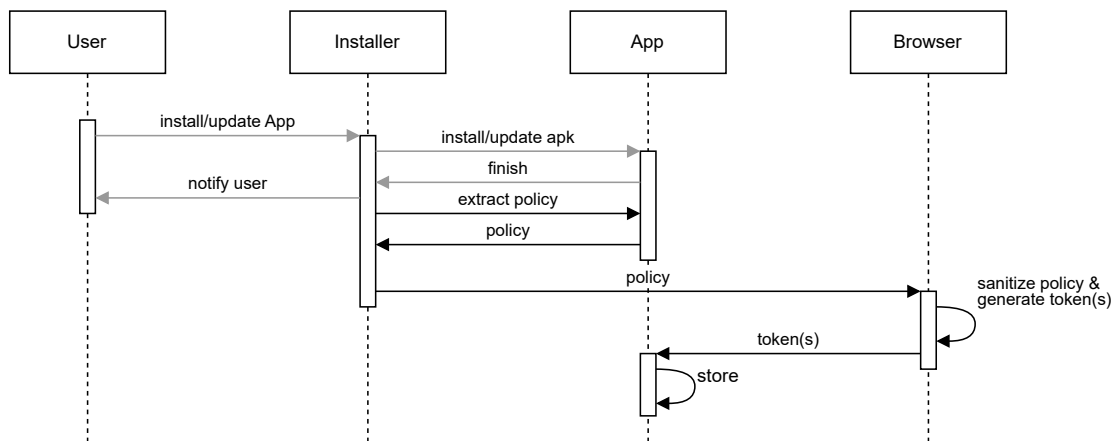 User
Installer
App
Browser
install/update App
install/update apk
finish
notify user
extract policy
policy
policy
sanitize policy &
generate token(s)
token(s)
store